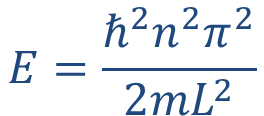 E = ħ²n²π² / 2mL²